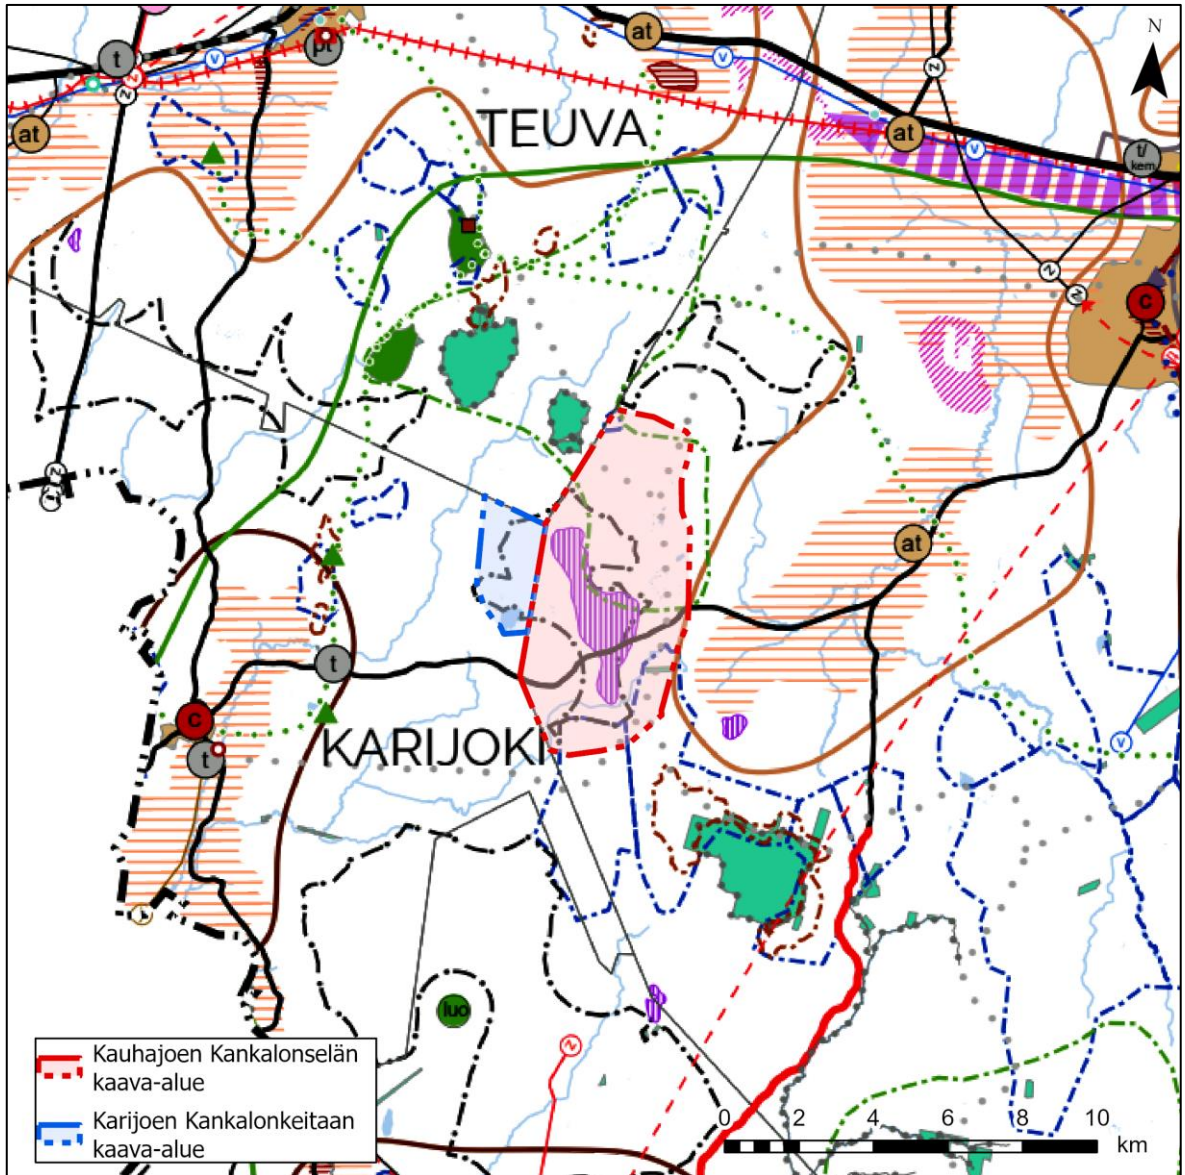 at
N
t
pt
v
v
z
z
TEUVA
z
at
at
v
t/
kem
z
z
c
z
at
t
c
t
KARIJOKI
v
luo
z
Kauhajoen Kankalonselän
kaava-alue
Karijoen Kankalonkeitaan
kaava-alue
0 2 4 6 8 10
km